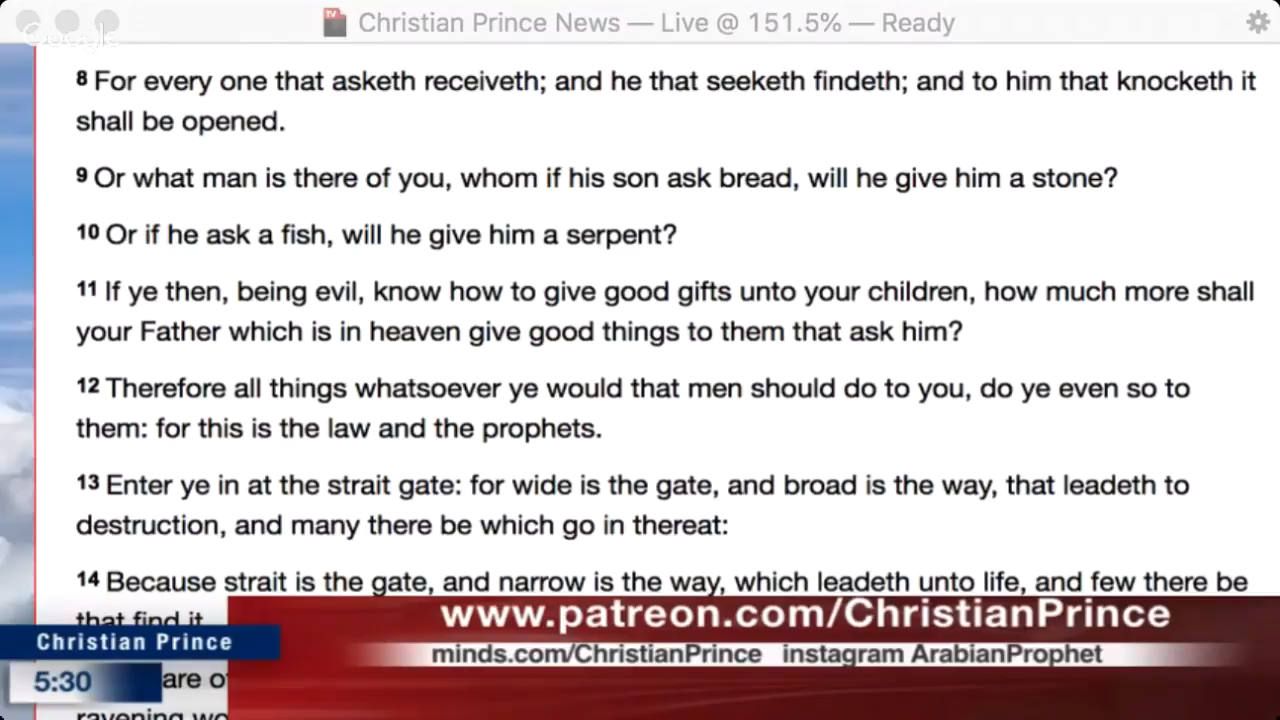 TV Christian Prince News — Live @ 151.5% — Ready
Google
8 For every one that asketh receiveth; and he that seeketh findeth; and to him that knocketh it
shall be opened.
9 Or what man is there of you, whom if his son ask bread, will he give him a stone?
10 Or if he ask a fish, will he give him a serpent?
11 If ye then, being evil, know how to give good gifts unto your children, how much more shall
your Father which is in heaven give good things to them that ask him?
12 Therefore all things whatsoever ye would that men should do to you, do ye even so to
them: for this is the law and the prophets.
13 Enter ye in at the strait gate: for wide is the gate, and broad is the way, that leadeth to
destruction, and many there be which go in thereat:
14 Because strait is the gate, and narrow is the way, which leadeth unto life, and few there be
that find it
www.patreon.com/ChristianPrince
Christian Prince
minds.com/ChristianPrince instagram ArabianProphet
5:30
are
ravening